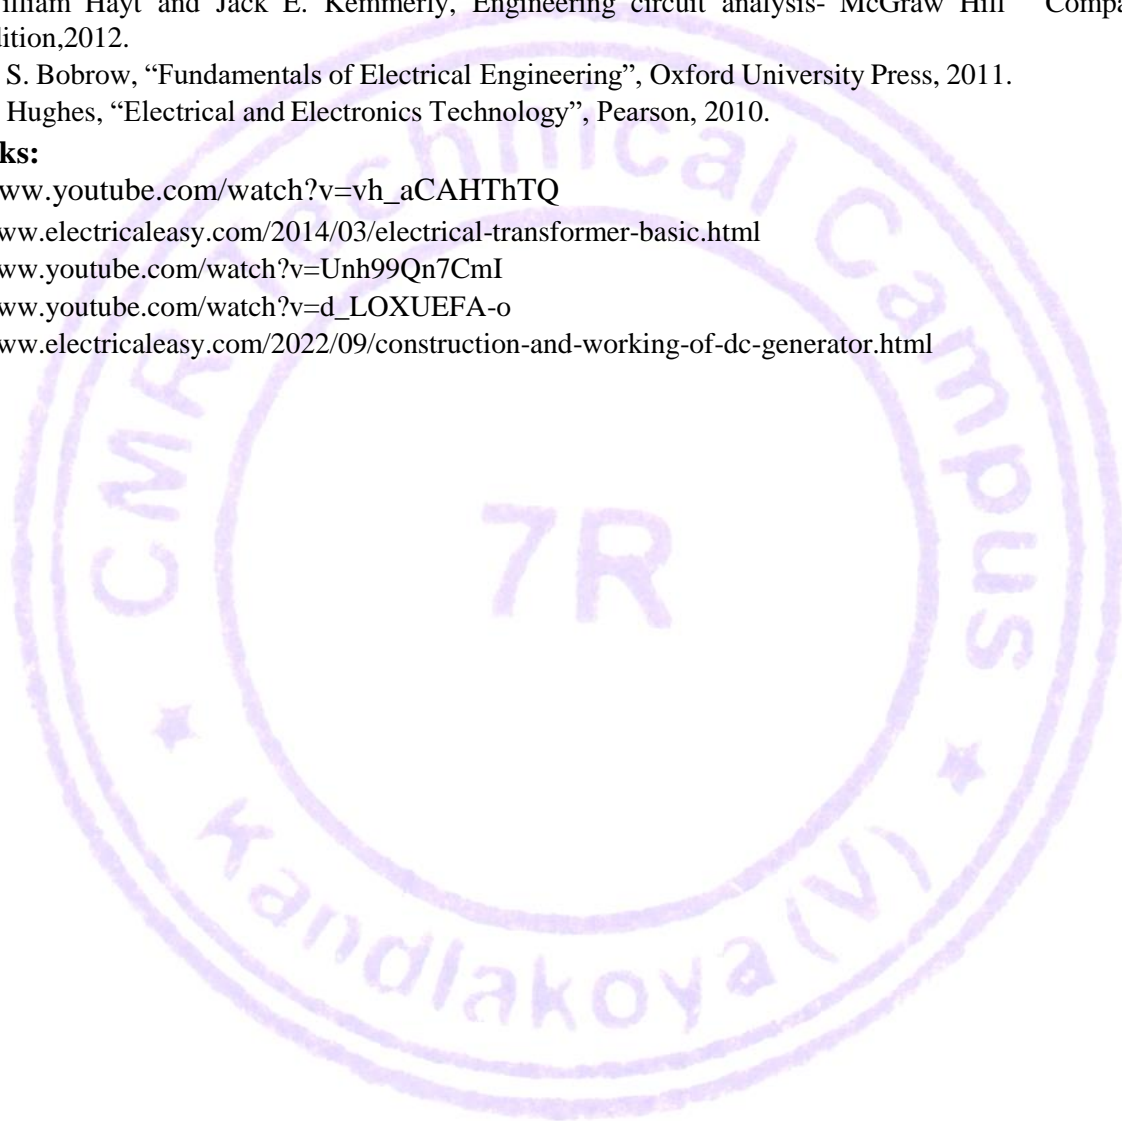 illiam Hayt and Jack E. Kemmerly, Engineering circuit analysis- McGraw Hill Compa
dition,2012.
S. Bobrow, “Fundamentals of Electrical Engineering”, Oxford University Press, 2011.
Hughes, “Electrical and Electronics Technology”, Pearson, 2010.
ks:
ww.youtube.com/watch?v=vh_aCAHThTQ
ww.electricaleasy.com/2014/03/electrical-transformer-basic.html
ww.youtube.com/watch?v=Unh99Qn7CmI
ww.youtube.com/watch?v=d_LOXUEFA-o
ww.electricaleasy.com/2022/09/construction-and-working-of-dc-generator.html
CMR Technical Campus
7R
Kandlakoya (V)